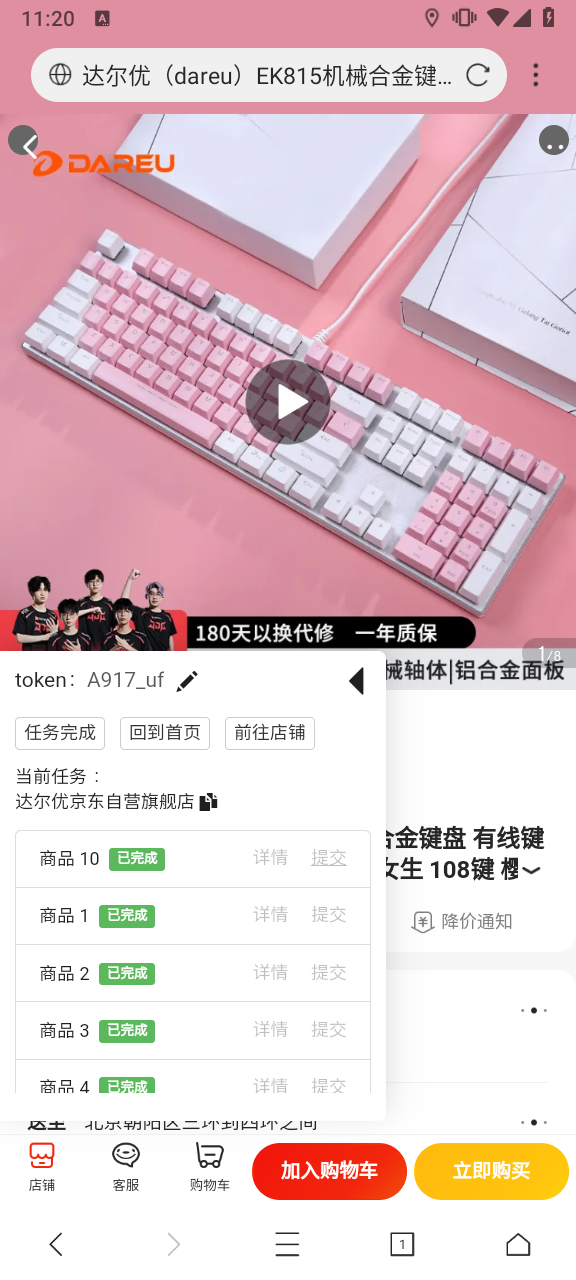 11:20
达尔优（dareu）EK815机械合金键...
DAREU
180天以换代修 一年质保
1/8
械轴体|铝合金面板
token： A917_uf
任务完成 回到首页 前往店铺
当前任务：
达尔优京东自营旗舰店
合金键盘 有线键
女生 108键 樱
降价通知
商品 10 已完成 详情 提交
商品 1 已完成 详情 提交
商品 2 已完成 详情 提交
商品 3 已完成 详情 提交
商品 4 已完成 详情 提交
送至 北京朝阳区三环到四环之间
店铺 客服 购物车 加入购物车 立即购买
1